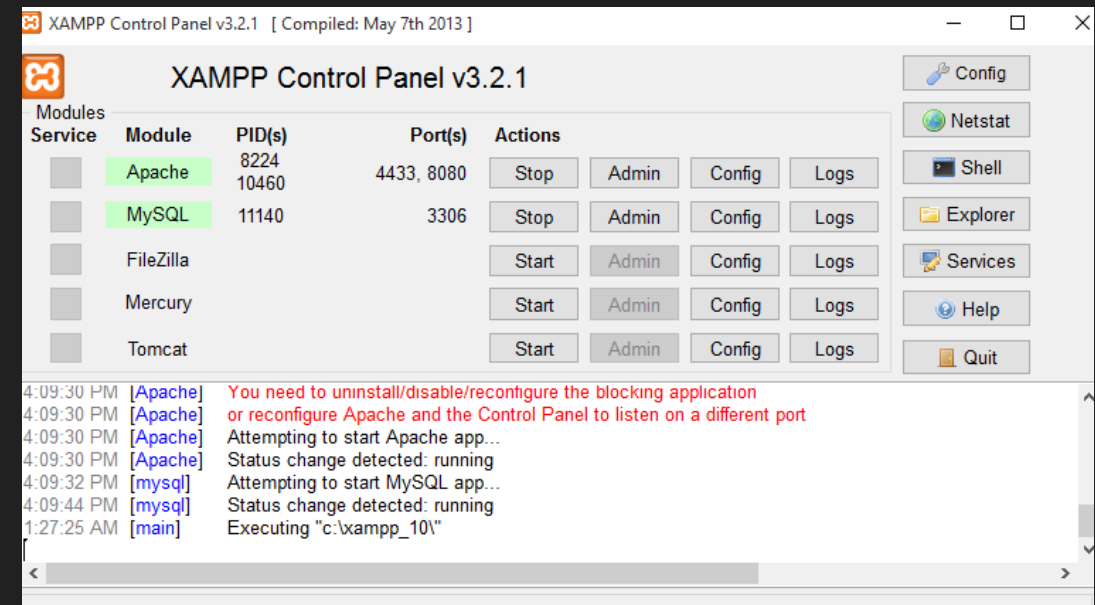 XAMPP Control Panel v3.2.1 [ Compiled: May 7th 2013 ]
XAMPP Control Panel v3.2.1
Config
Modules
Netstat
Service Module PID(s) Port(s) Actions
Apache 8224 4433, 8080 Stop Admin Config Logs
10460
Shell
MySQL 11140 3306 Stop Admin Config Logs
Explorer
FileZilla Start Admin Config Logs
Services
Mercury Start Admin Config Logs
Help
Tomcat Start Admin Config Logs
Quit
4:09:30 PM [Apache] You need to uninstall/disable/reconfigure the blocking application
4:09:30 PM [Apache] or reconfigure Apache and the Control Panel to listen on a different port
4:09:30 PM [Apache] Attempting to start Apache app...
4:09:30 PM [Apache] Status change detected: running
4:09:32 PM [mysql] Attempting to start MySQL app...
4:09:44 PM [mysql] Status change detected: running
1:27:25 AM [main] Executing "c:\xampp_10\"